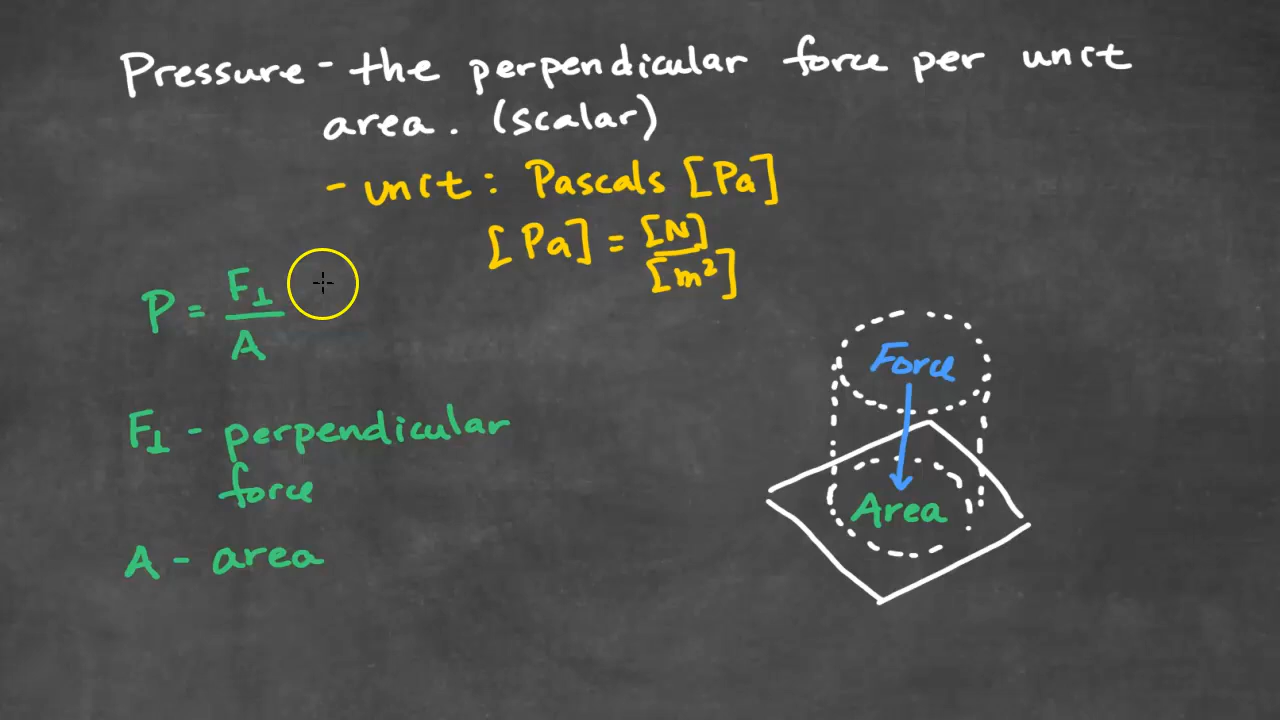 Pressure - the perpendicular force per unit
area. (scalar)
- unit: Pascals [Pa]
[Pa] = [N]
[m²]
P = F⊥
A
F⊥ - perpendicular
force
A - area
Force
Area